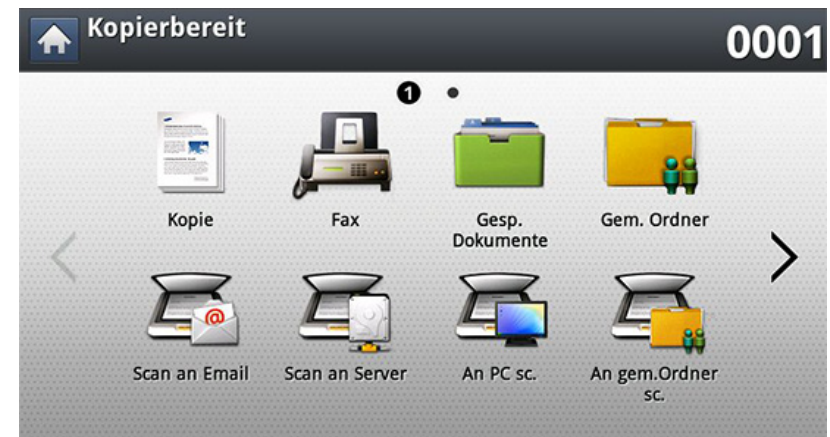 Kopierbereit
0001
1
Kopie
Fax
Gesp.
Dokumente
Gem. Ordner
@
Scan an Email
Scan an Server
An PC sc.
An gem.Ordner
sc.